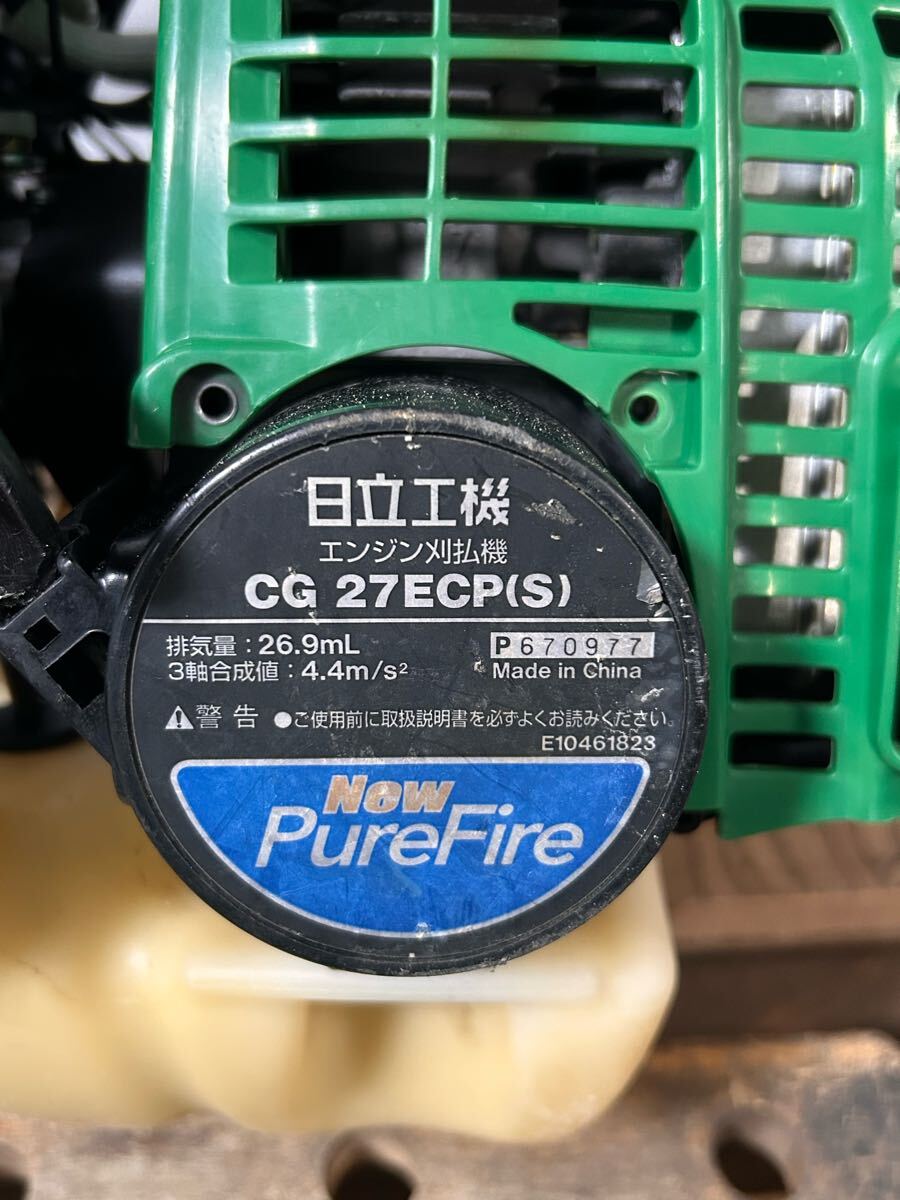 日立工機
エンジン刈払機
CG 27ECP(S)
排気量：26.9mL
3軸合成値：4.4m/s²
P670977
Made in China
⚠警告 ●ご使用前に取扱説明書を必ずよくお読みください。
E10461823
New
PureFire